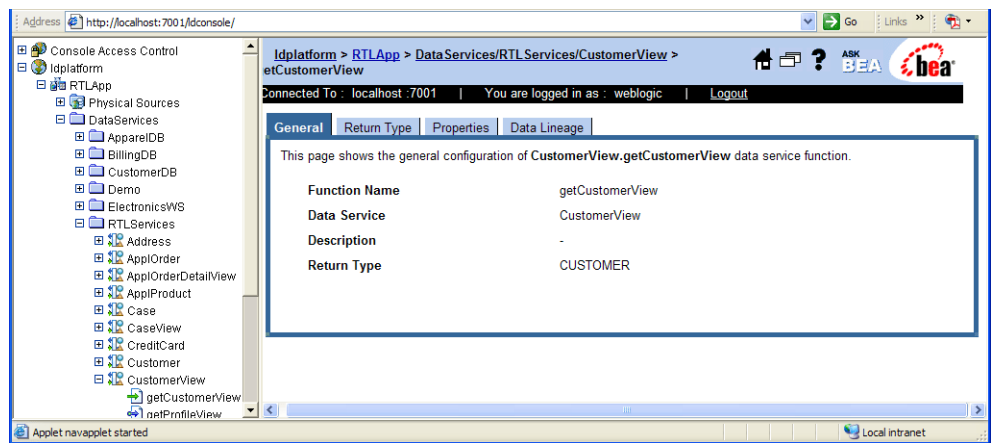 Address http://localhost:7001/ldconsole/ Go Links »
Console Access Control
ldplatform
RTLApp
Physical Sources
DataServices
ApparelDB
BillingDB
CustomerDB
Demo
ElectronicsWS
RTLServices
Address
ApplOrder
ApplOrderDetailView
ApplProduct
Case
CaseView
CreditCard
Customer
CustomerView
getCustomerView
getProfileView
ldplatform > RTLApp > DataServices/RTLServices/CustomerView >
etCustomerView
? ASK BEA bea
Connected To : localhost :7001 | You are logged in as : weblogic | Logout
General Return Type Properties Data Lineage
This page shows the general configuration of CustomerView.getCustomerView data service function.
Function Name getCustomerView
Data Service CustomerView
Description -
Return Type CUSTOMER
Applet navapplet started Local intranet